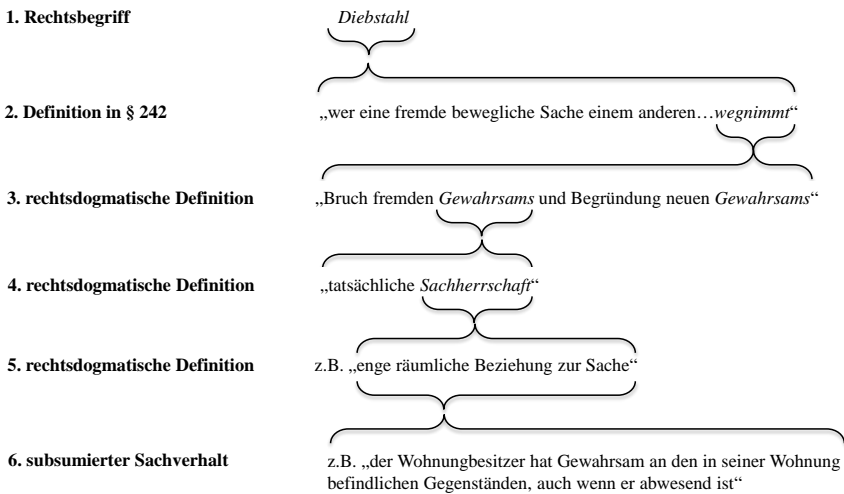 1. Rechtsbegriff Diebstahl
2. Definition in § 242 „wer eine fremde bewegliche Sache einem anderen…wegnimmt“
3. rechtsdogmatische Definition „Bruch fremden Gewahrsams und Begründung neuen Gewahrsams“
4. rechtsdogmatische Definition „tatsächliche Sachherrschaft“
5. rechtsdogmatische Definition z.B. „enge räumliche Beziehung zur Sache“
6. subsumierter Sachverhalt z.B. „der Wohnungbesitzer hat Gewahrsam an den in seiner Wohnung
befindlichen Gegenständen, auch wenn er abwesend ist“